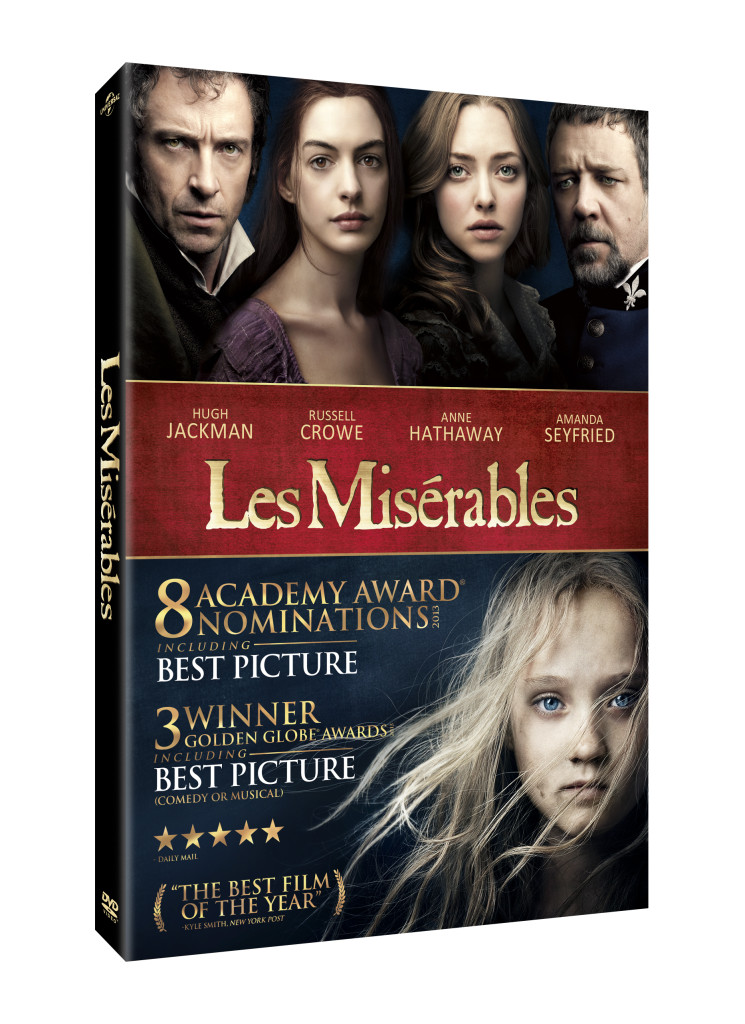 UNIVERSAL
Les Misérables
DVD
VIDEO
HUGH
JACKMAN
RUSSELL
CROWE
ANNE
HATHAWAY
AMANDA
SEYFRIED
Les Misérables
8 ACADEMY AWARD®
NOMINATIONS 2013
INCLUDING
BEST PICTURE
3 WINNER
GOLDEN GLOBE® AWARDS
INCLUDING
BEST PICTURE
(COMEDY OR MUSICAL)
- DAILY MAIL
"THE BEST FILM
OF THE YEAR"
- KYLE SMITH, NEW YORK POST